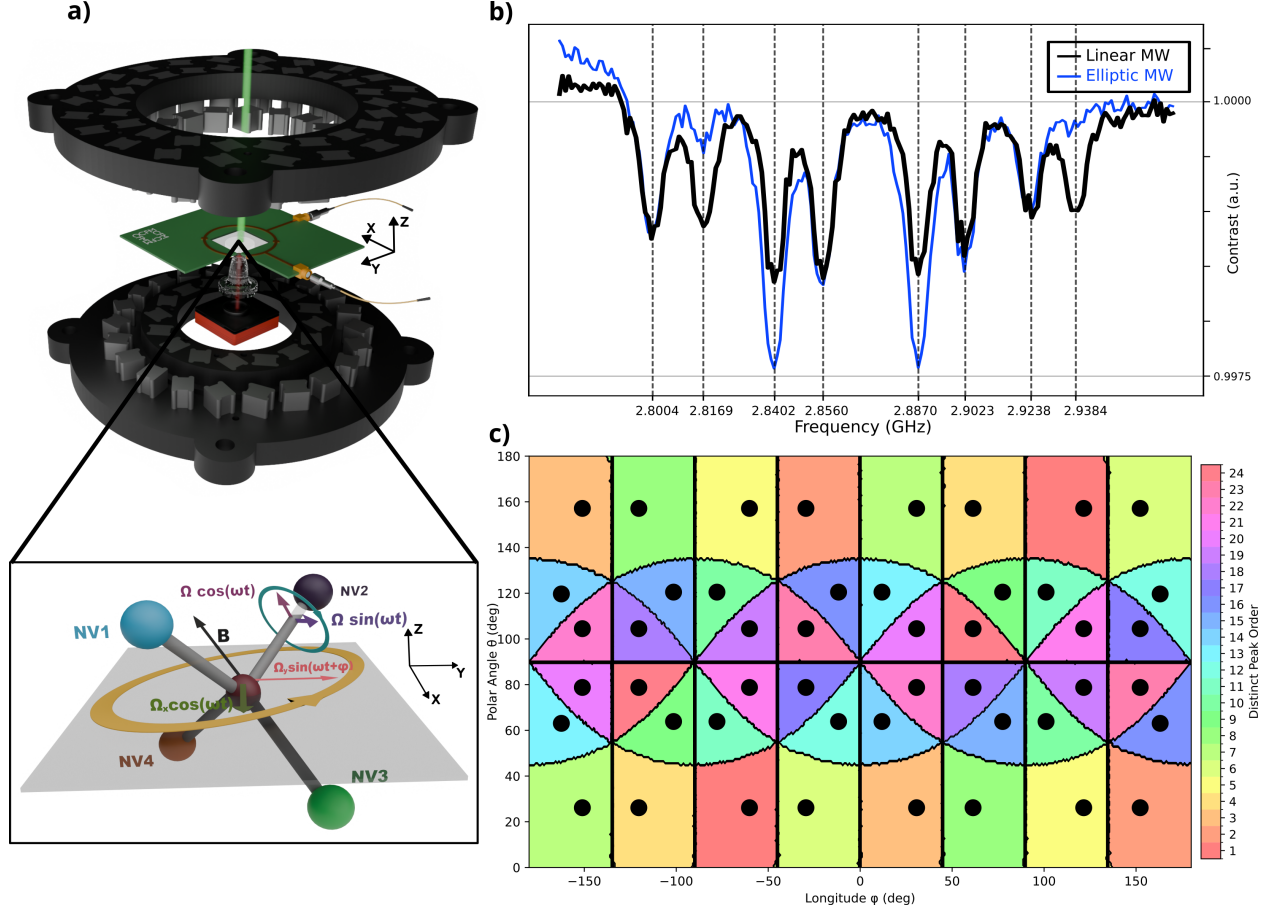 a)
X
Y
Z
NV1
NV2
NV3
NV4
B
Ω cos(ωt)
Ω sin(ωt)
Ωᵧsin(ωt+φ)
Ωₓcos(ωt)
Z
Y
X
b)
Linear MW
Elliptic MW
1.0000
0.9975
Contrast (a.u.)
2.8004 2.8169 2.8402 2.8560 2.8870 2.9023 2.9238 2.9384
Frequency (GHz)
c)
180
160
140
120
100
80
60
40
20
0
Polar Angle θ (deg)
−150 −100 −50 0 50 100 150
Longitude φ (deg)
24
23
22
21
20
19
18
17
16
15
14
13
12
11
10
9
8
7
6
5
4
3
2
1
Distinct Peak Order